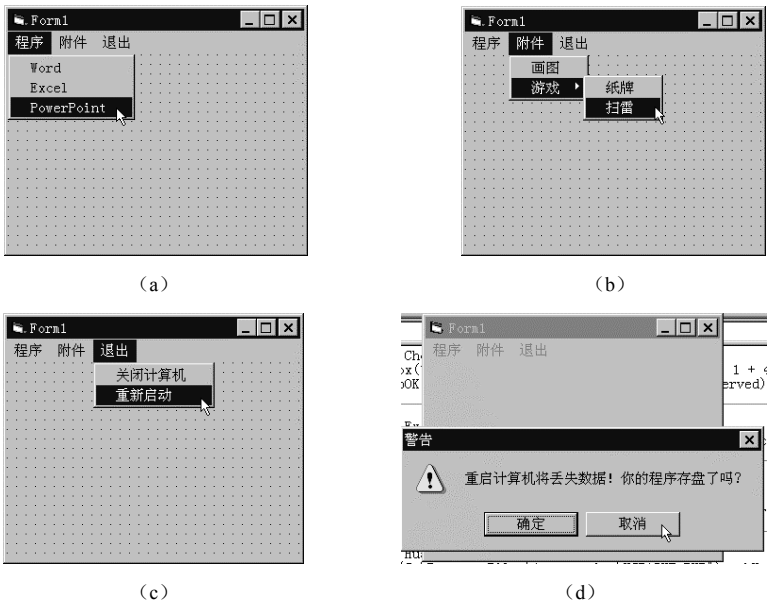 Form1
程序 附件 退出
Word
Excel
PowerPoint
(a)
Form1
程序 附件 退出
画图
游戏 纸牌
扫雷
(b)
Form1
程序 附件 退出
关闭计算机
重新启动
(c)
Form1
程序 附件 退出
1 + 4
erved)
警告
重启计算机将丢失数据！你的程序存盘了吗？
确定 取消
(d)